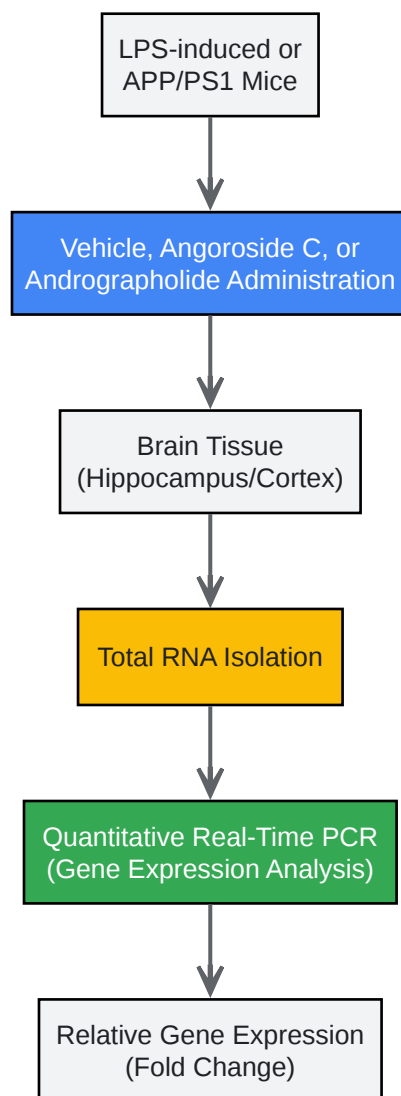 LPS-induced or
APP/PS1 Mice
Vehicle, Angoroside C, or
Andrographolide Administration
Brain Tissue
(Hippocampus/Cortex)
Total RNA Isolation
Quantitative Real-Time PCR
(Gene Expression Analysis)
Relative Gene Expression
(Fold Change)